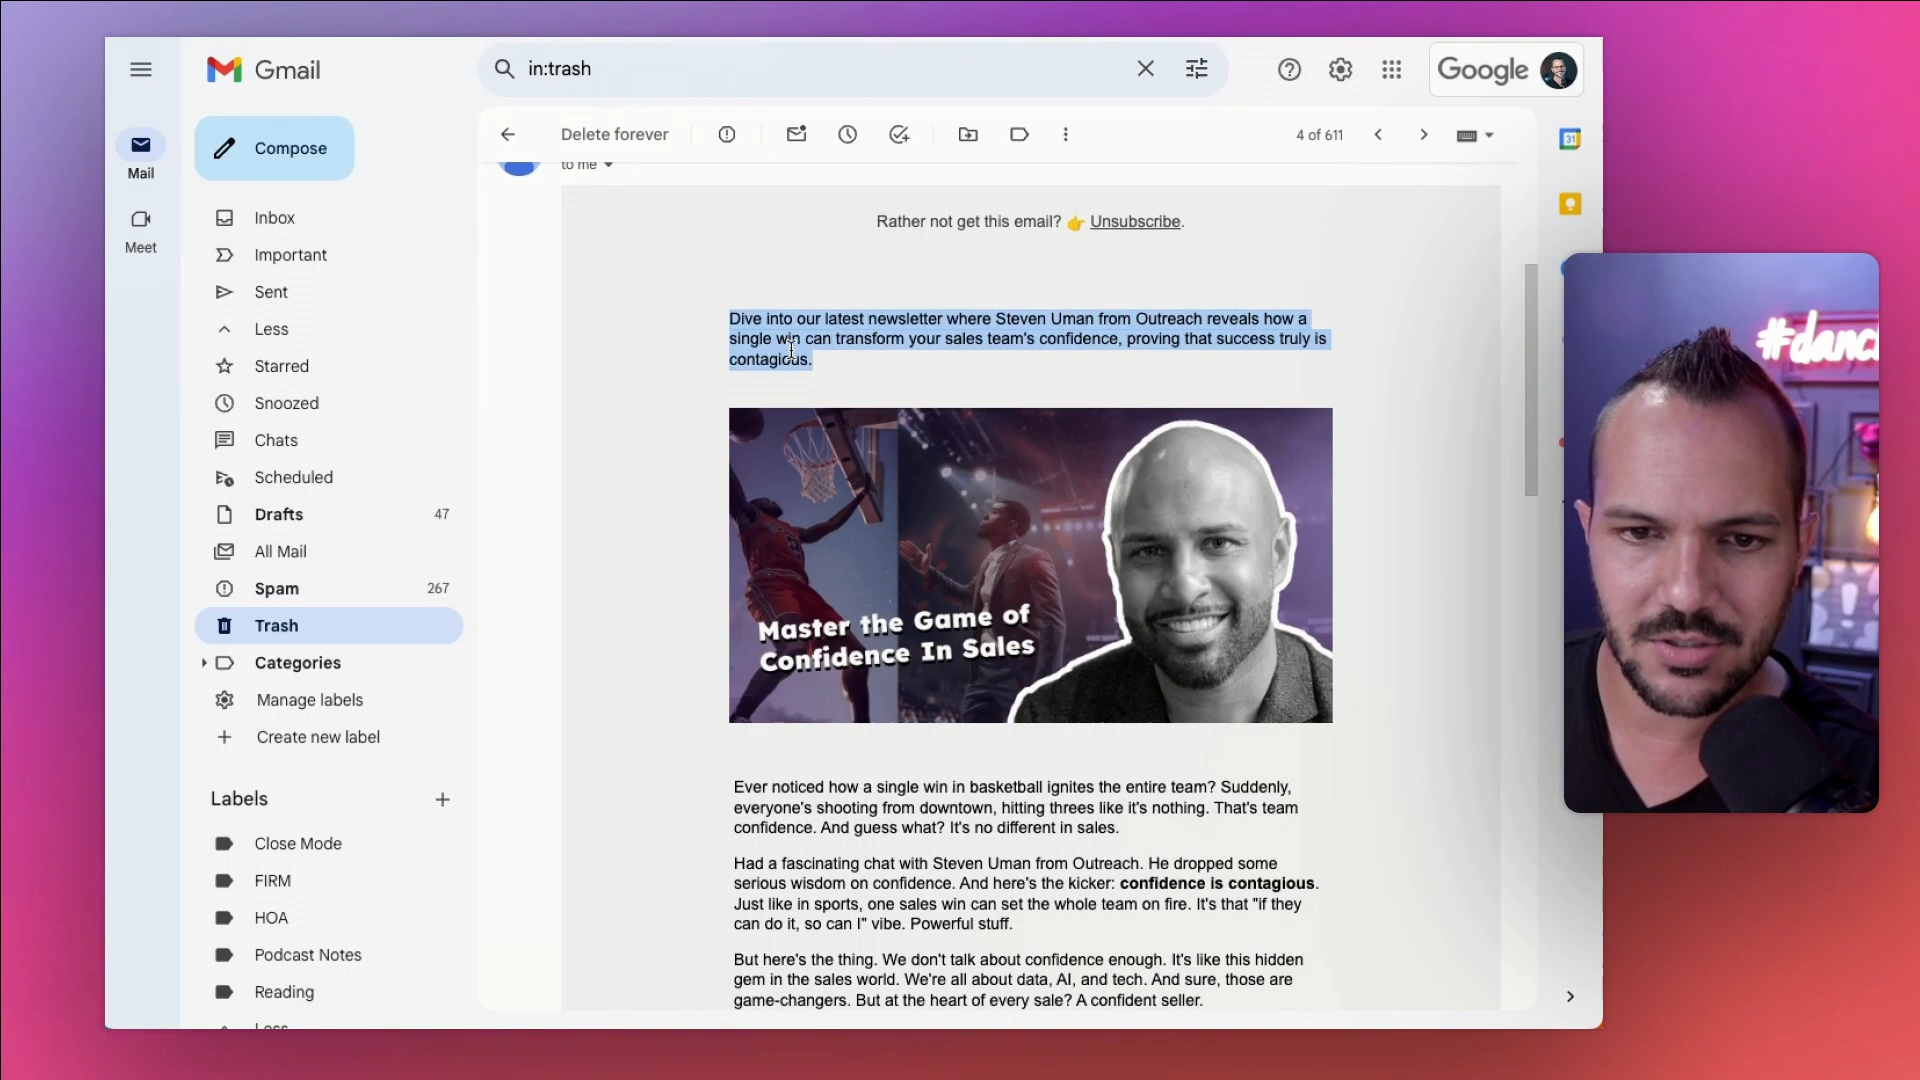 Gmail
in:trash
Google
Compose
Mail
Meet
Inbox
Important
Sent
Less
Starred
Snoozed
Chats
Scheduled
Drafts 47
All Mail
Spam 267
Trash
Categories
Manage labels
Create new label
Labels
Close Mode
FIRM
HOA
Podcast Notes
Reading
Less
Delete forever
4 of 611
31
to me
Rather not get this email? 👉 Unsubscribe.
Dive into our latest newsletter where Steven Uman from Outreach reveals how a
single win can transform your sales team's confidence, proving that success truly is
contagious.
Master the Game of
Confidence In Sales
Ever noticed how a single win in basketball ignites the entire team? Suddenly,
everyone's shooting from downtown, hitting threes like it's nothing. That's team
confidence. And guess what? It's no different in sales.
Had a fascinating chat with Steven Uman from Outreach. He dropped some
serious wisdom on confidence. And here's the kicker: confidence is contagious.
Just like in sports, one sales win can set the whole team on fire. It's that "if they
can do it, so can I" vibe. Powerful stuff.
But here's the thing. We don't talk about confidence enough. It's like this hidden
gem in the sales world. We're all about data, AI, and tech. And sure, those are
game-changers. But at the heart of every sale? A confident seller.
#danc